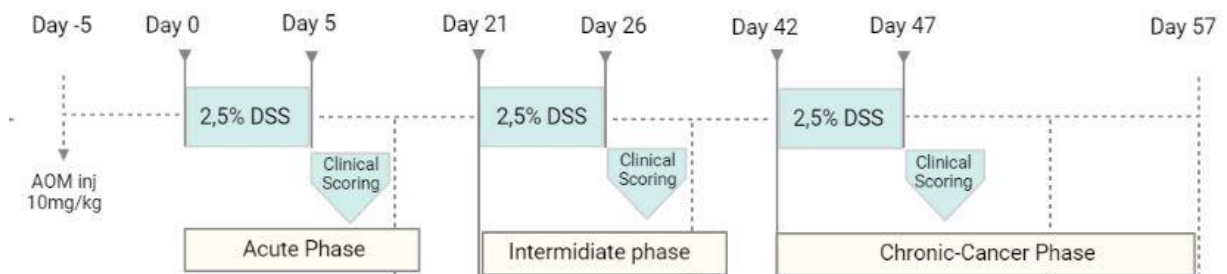 Day -5 Day 0 Day 5 Day 21 Day 26 Day 42 Day 47 Day 57
2,5% DSS 2,5% DSS 2,5% DSS
AOM inj
10mg/kg
Clinical
Scoring
Clinical
Scoring
Clinical
Scoring
Acute Phase Intermidiate phase Chronic-Cancer Phase